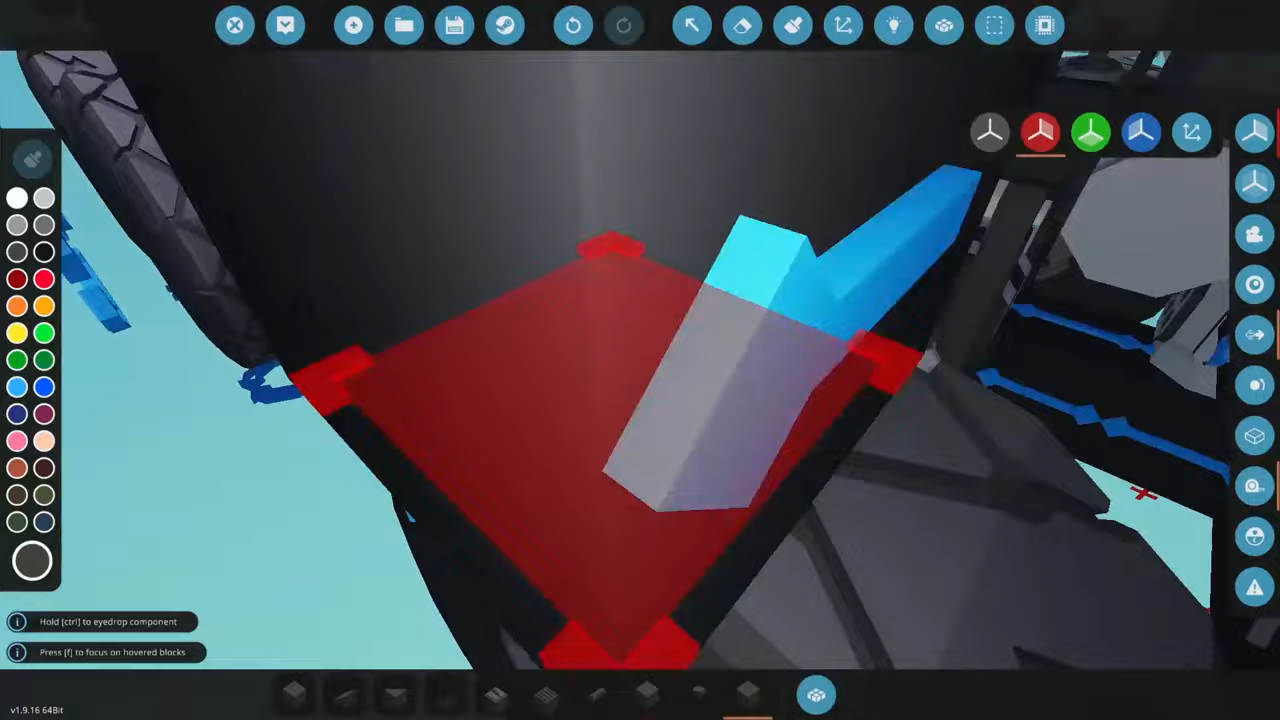 Hold [ctrl] to eyedrop component
Press [f] to focus on hovered blocks
v1.9.16 64Bit